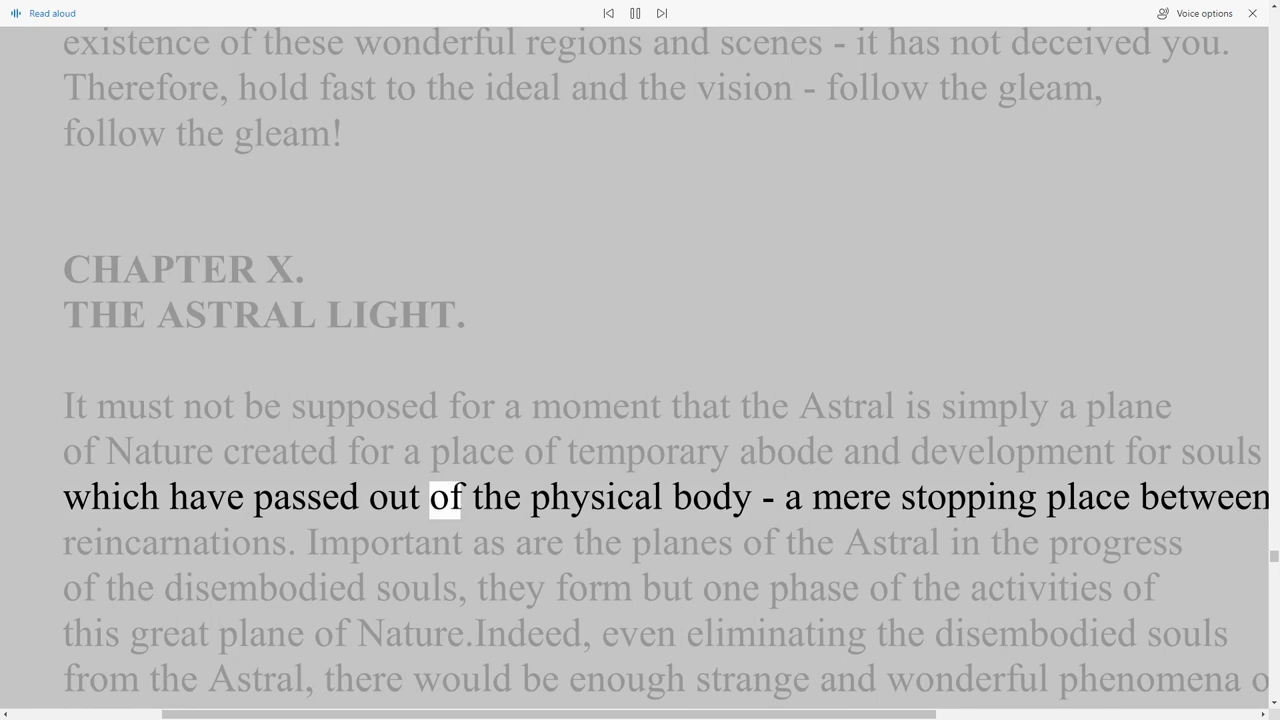 Read aloud
Voice options
existence of these wonderful regions and scenes - it has not deceived you.
Therefore, hold fast to the ideal and the vision - follow the gleam,
follow the gleam!
CHAPTER X.
THE ASTRAL LIGHT.
It must not be supposed for a moment that the Astral is simply a plane
of Nature created for a place of temporary abode and development for souls
which have passed out of the physical body - a mere stopping place between
reincarnations. Important as are the planes of the Astral in the progress
of the disembodied souls, they form but one phase of the activities of
this great plane of Nature.Indeed, even eliminating the disembodied souls
from the Astral, there would be enough strange and wonderful phenomena o